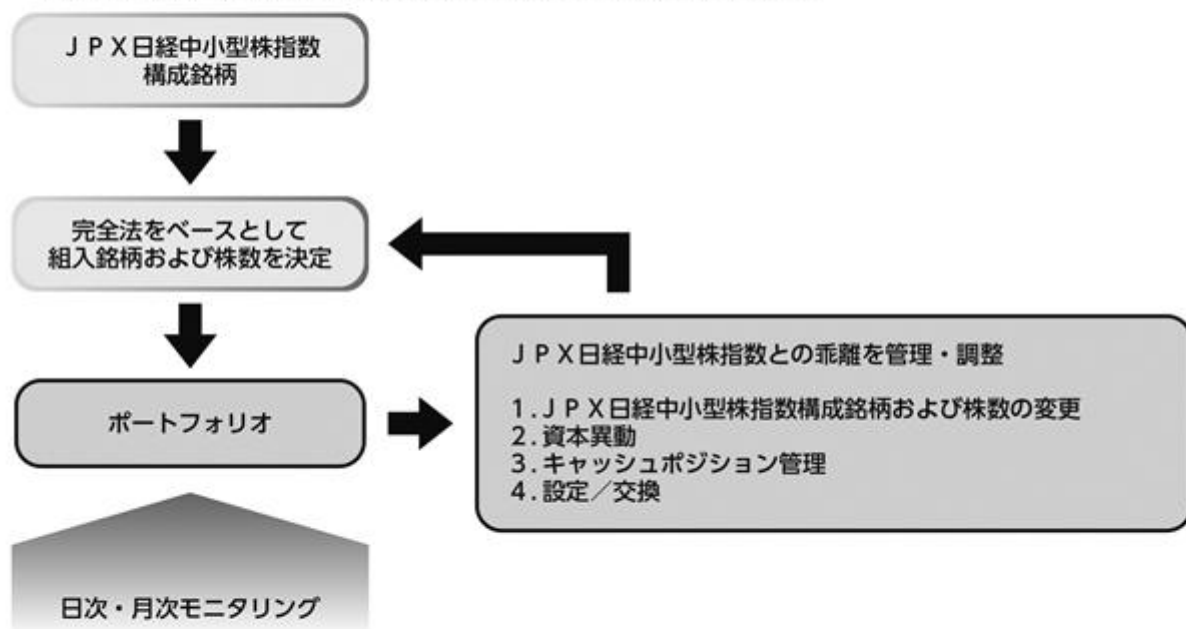 ＪＰＸ日経中小型株指数
構成銘柄
完全法をベースとして
組入銘柄および株数を決定
ポートフォリオ
ＪＰＸ日経中小型株指数との乖離を管理・調整
１．ＪＰＸ日経中小型株指数構成銘柄および株数の変更
２．資本異動
３．キャッシュポジション管理
４．設定／交換
日次・月次モニタリング